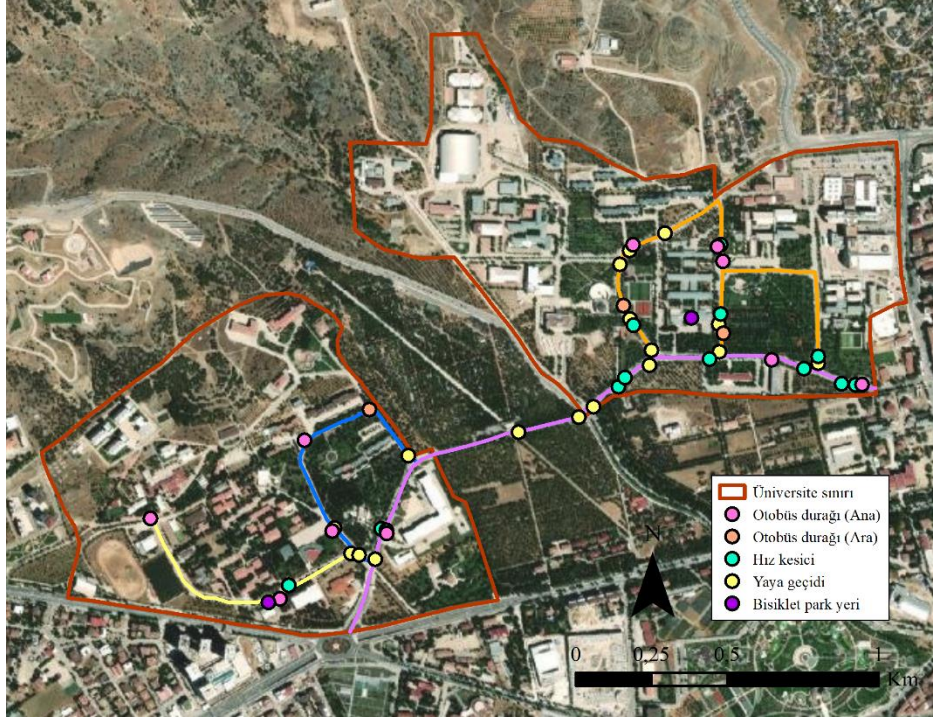 Üniversite sınırı
Otobüs durağı (Ana)
Otobüs durağı (Ara)
Hız kesici
Yaya geçidi
Bisiklet park yeri
N
0 0,25 0,5 1
Km